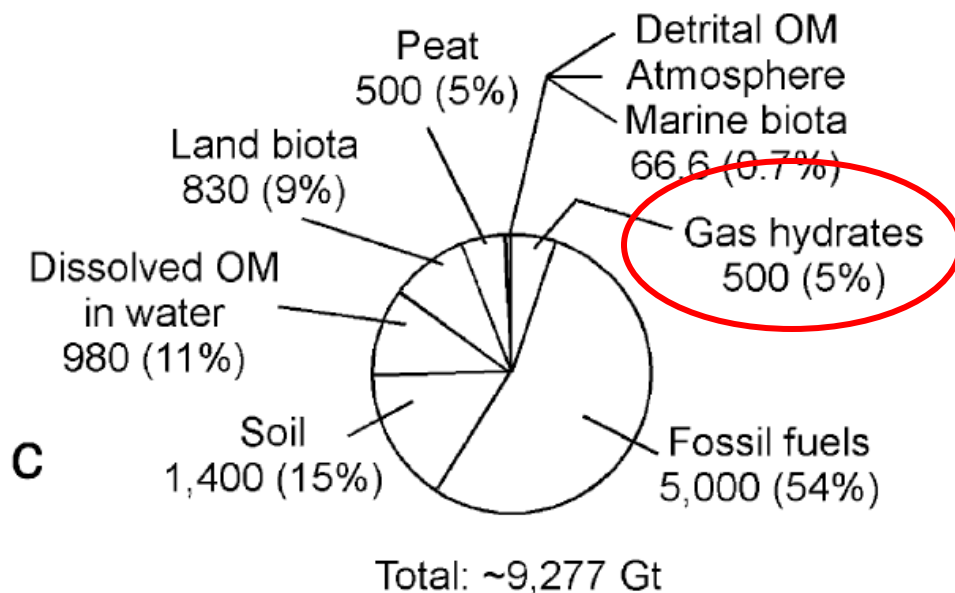 Peat
500 (5%)
Detrital OM
Atmosphere
Marine biota
66.6 (0.7%)
Land biota
830 (9%)
Gas hydrates
500 (5%)
Dissolved OM
in water
980 (11%)
Soil
1,400 (15%)
Fossil fuels
5,000 (54%)
C
Total: ~9,277 Gt